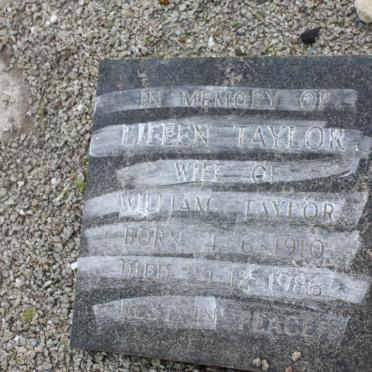 IN MEMORY OF
EILEEN TAYLOR
WIFE OF
WILLIAM TAYLOR
BORN 4-6-1910
DIED 29-12-1986
REST IN PEACE